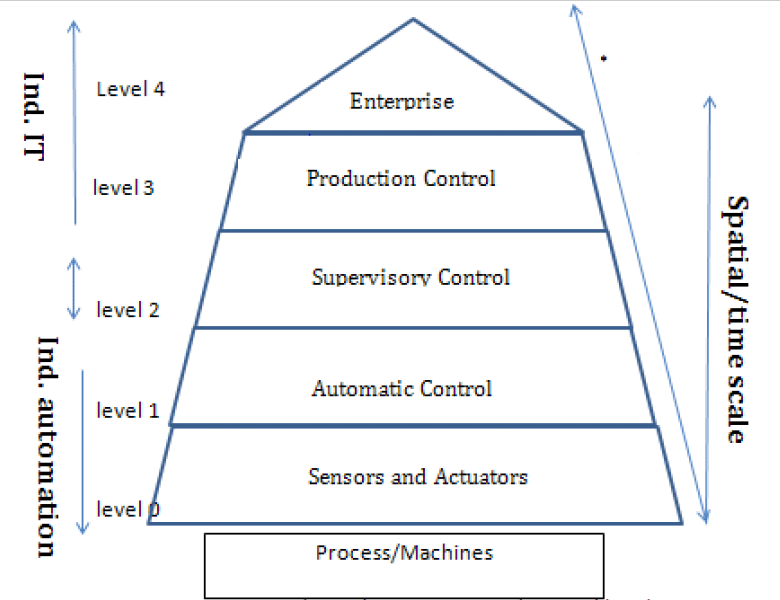 Ind. IT
Level 4
Enterprise
level 3
Production Control
Supervisory Control
level 2
Ind. automation
Automatic Control
level 1
Sensors and Actuators
level 0
Process/Machines
Spatial/time scale